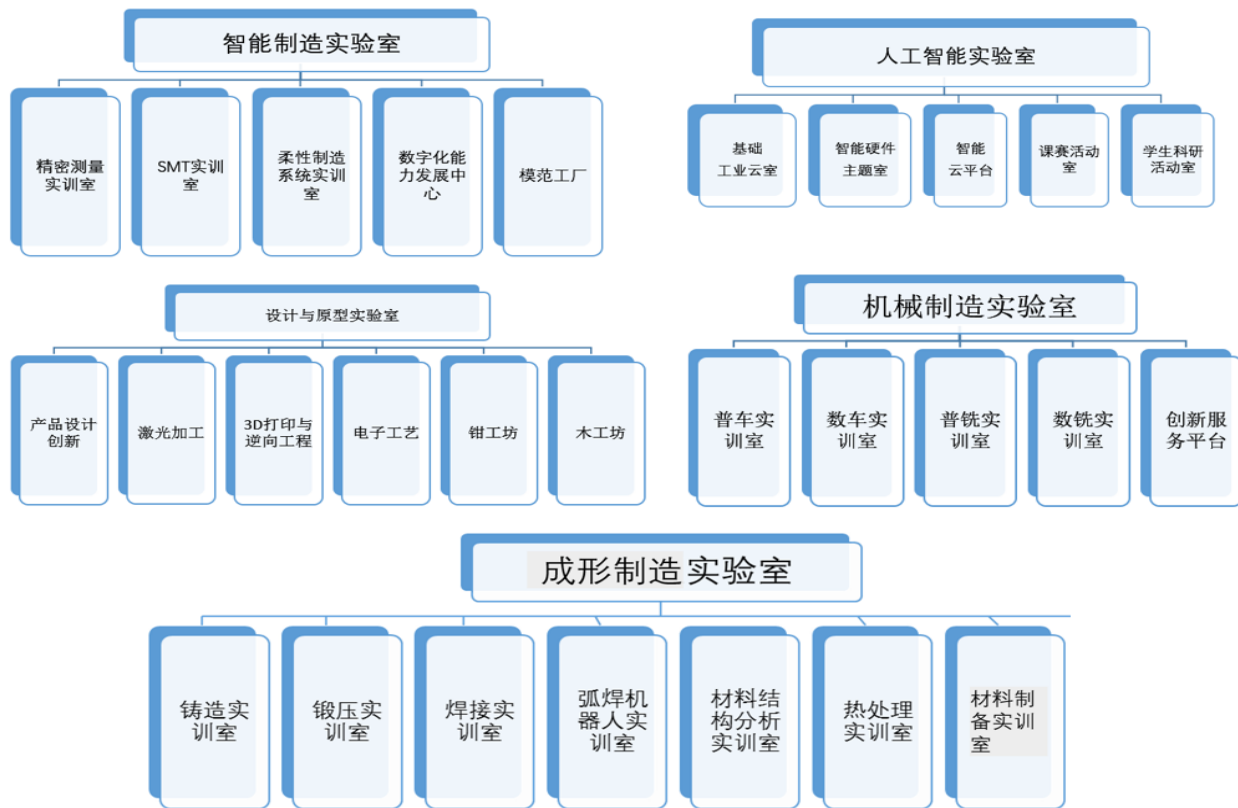 智能制造实验室
精密测量
实训室
SMT实训
室
柔性制造
系统实训
室
数字化能
力发展中
心
模范工厂
人工智能实验室
基础
工业云室
智能硬件
主题室
智能
云平台
课赛活动
室
学生科研
活动室
设计与原型实验室
产品设计
创新
激光加工
3D打印与
逆向工程
电子工艺
钳工坊
木工坊
机械制造实验室
普车实
训室
数车实
训室
普铣实
训室
数铣实
训室
创新服
务平台
成形制造实验室
铸造实
训室
锻压实
训室
焊接实
训室
弧焊机
器人实
训室
材料结
构分析
实训室
热处理
实训室
材料制
备实训
室